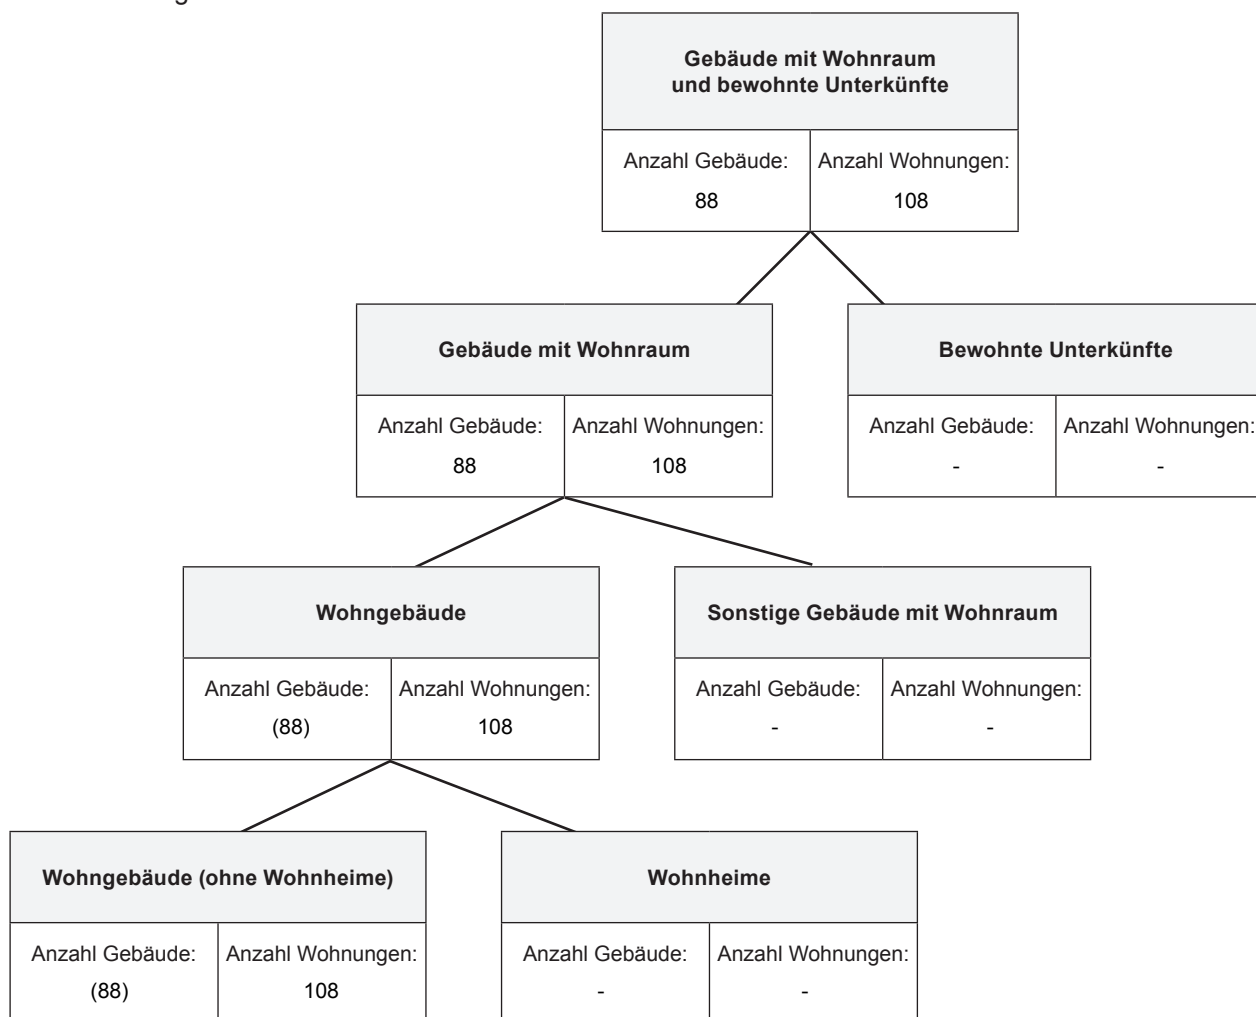 Gebäude mit Wohnraum
und bewohnte Unterkünfte
Anzahl Gebäude: Anzahl Wohnungen:
88 108
Gebäude mit Wohnraum
Bewohnte Unterkünfte
Anzahl Gebäude: Anzahl Wohnungen:
88 108
Anzahl Gebäude: Anzahl Wohnungen:
- -
Wohngebäude
Sonstige Gebäude mit Wohnraum
Anzahl Gebäude: Anzahl Wohnungen:
(88) 108
Anzahl Gebäude: Anzahl Wohnungen:
- -
Wohngebäude (ohne Wohnheime)
Wohnheime
Anzahl Gebäude: Anzahl Wohnungen:
(88) 108
Anzahl Gebäude: Anzahl Wohnungen:
- -